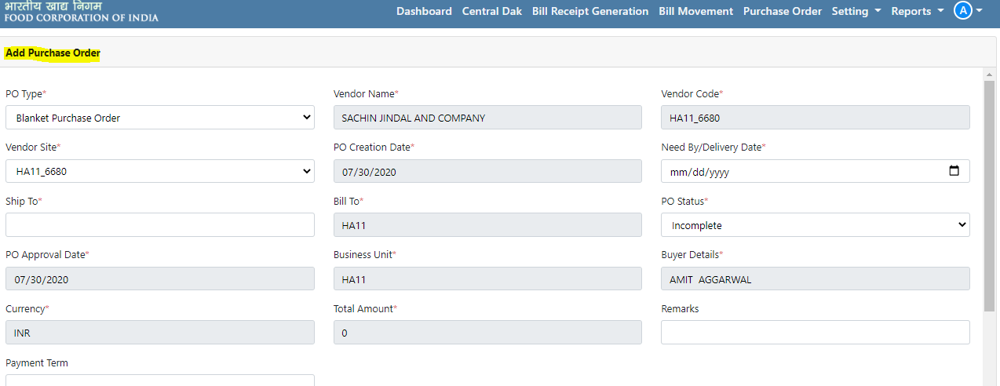 भारतीय खाद्य निगम
FOOD CORPORATION OF INDIA
Dashboard Central Dak Bill Receipt Generation Bill Movement Purchase Order Setting Reports A
Add Purchase Order
PO Type* Vendor Name* Vendor Code*
Blanket Purchase Order SACHIN JINDAL AND COMPANY HA11_6680
Vendor Site* PO Creation Date* Need By/Delivery Date*
HA11_6680 07/30/2020 mm/dd/yyyy
Ship To* Bill To* PO Status*
HA11 Incomplete
PO Approval Date* Business Unit* Buyer Details*
07/30/2020 HA11 AMIT AGGARWAL
Currency* Total Amount* Remarks
INR 0
Payment Term